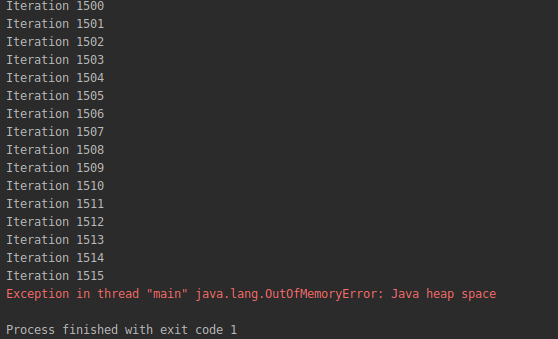 Iteration 1500
Iteration 1501
Iteration 1502
Iteration 1503
Iteration 1504
Iteration 1505
Iteration 1506
Iteration 1507
Iteration 1508
Iteration 1509
Iteration 1510
Iteration 1511
Iteration 1512
Iteration 1513
Iteration 1514
Iteration 1515
Exception in thread "main" java.lang.OutOfMemoryError: Java heap space
Process finished with exit code 1